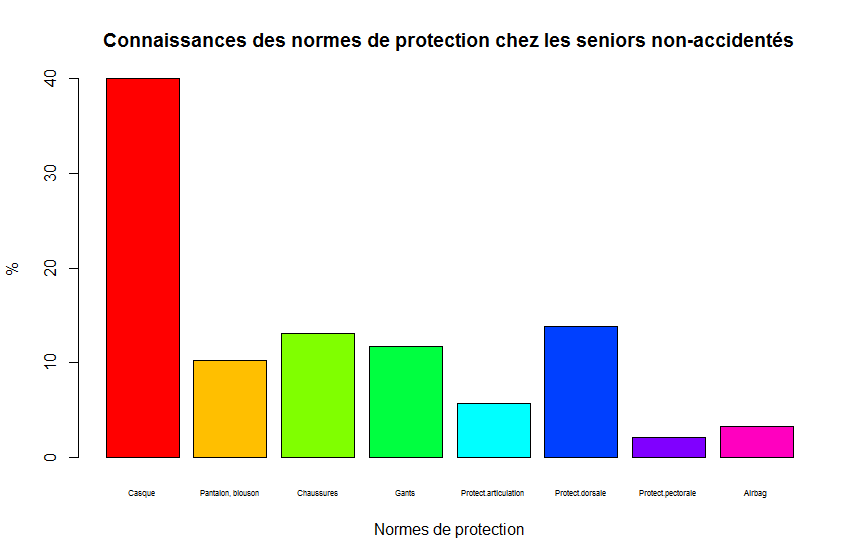 Connaissances des normes de protection chez les seniors non-accidentés
40
30
20
10
0
%
Casque
Pantalon, blouson
Chaussures
Gants
Protect.articulation
Protect.dorsale
Protect.pectorale
Airbag
Normes de protection